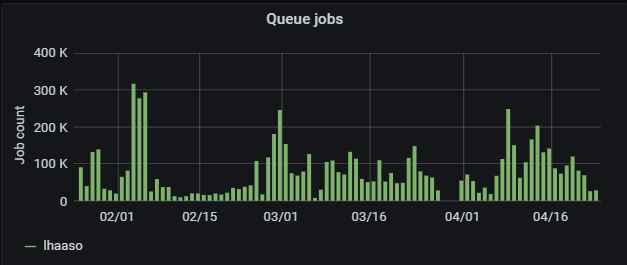 Queue jobs
400 K
300 K
200 K
100 K
0
Job count
02/01 02/15 03/01 03/16 04/01 04/16
lhaaso